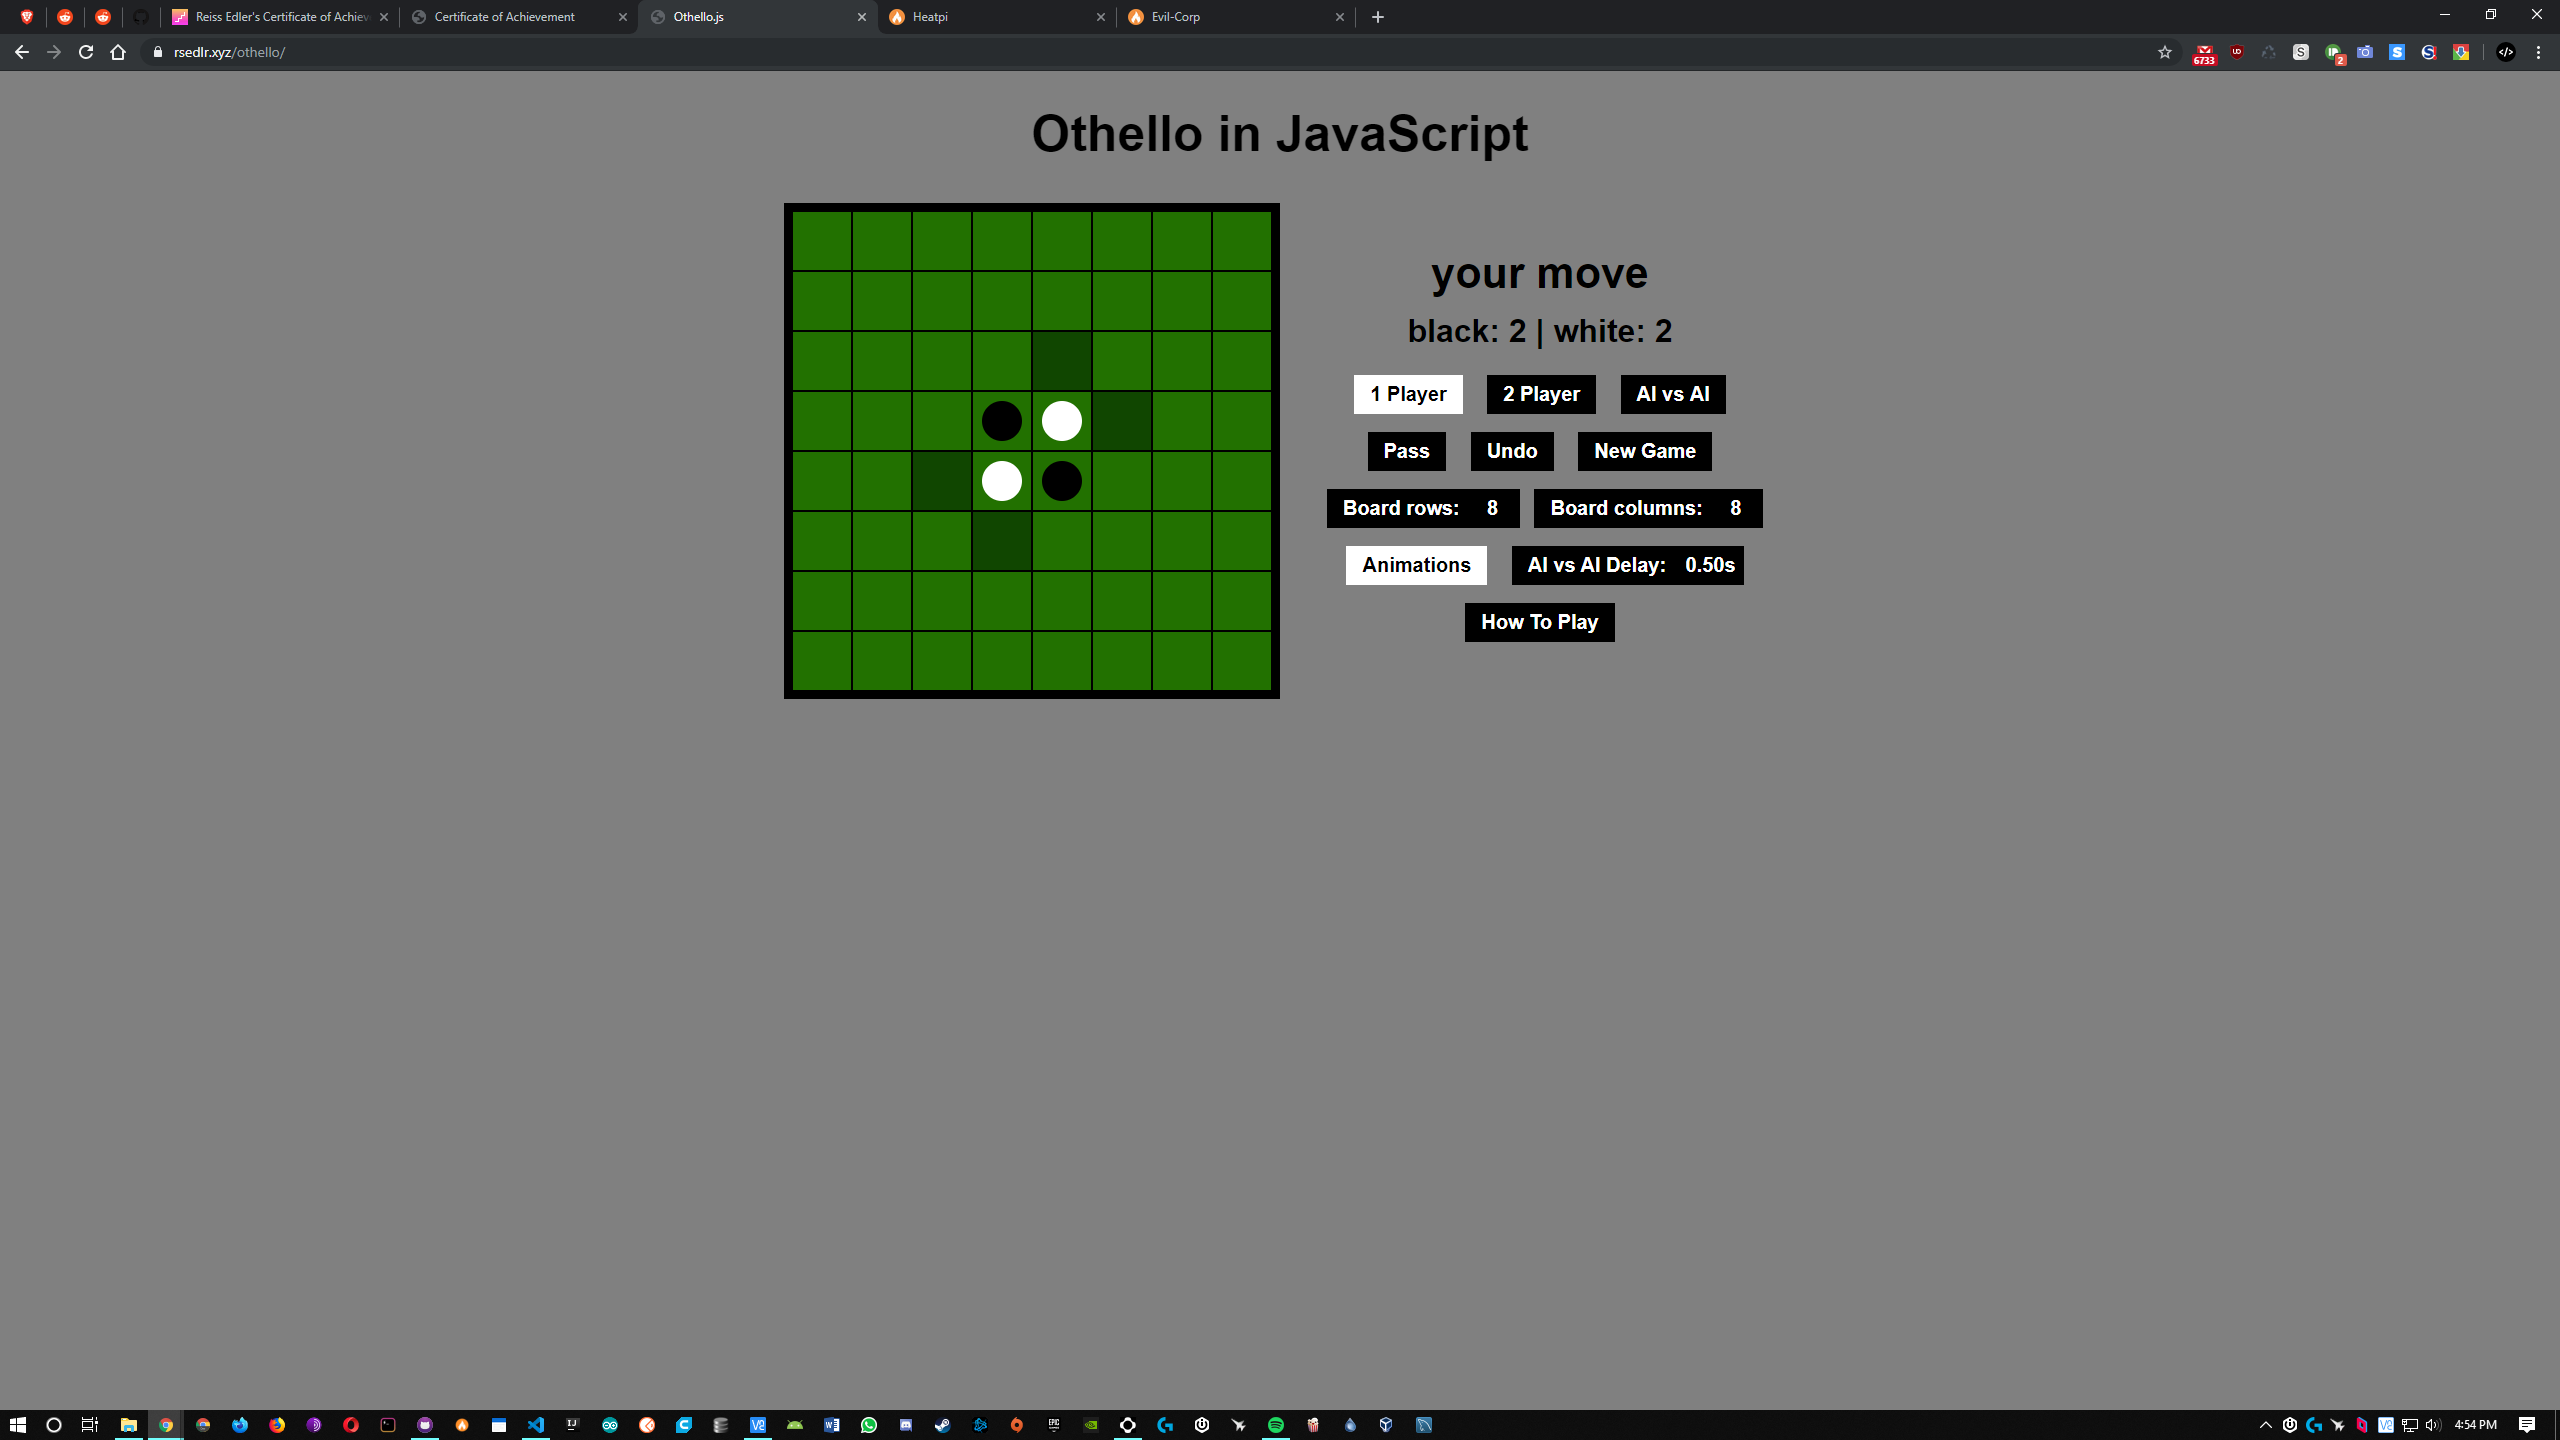 Reiss Edler's Certificate of Achiev
Certificate of Achievement
Othello.js
Heatpi
Evil-Corp
rsedlr.xyz/othello/
6733
2
Othello in JavaScript
your move
black: 2 | white: 2
1 Player
2 Player
AI vs AI
Pass
Undo
New Game
Board rows: 8
Board columns: 8
Animations
AI vs AI Delay: 0.50s
How To Play
4:54 PM